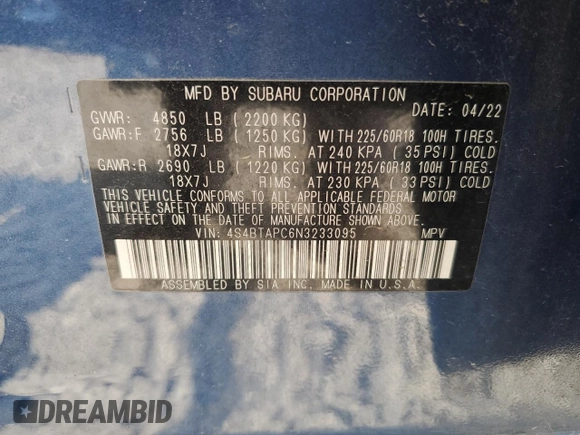 MFD BY SUBARU CORPORATION
GVWR: 4850 LB (2200 KG) DATE: 04/22
GAWR:F 2756 LB (1250 KG) WITH 225/60R18 100H TIRES.
18X7J RIMS. AT 240 KPA (35 PSI) COLD
GAWR:R 2690 LB (1220 KG) WITH 225/60R18 100H TIRES.
18X7J RIMS. AT 230 KPA (33 PSI) COLD
THIS VEHICLE CONFORMS TO ALL APPLICABLE FEDERAL MOTOR
VEHICLE SAFETY AND THEFT PREVENTION STANDARDS
IN EFFECT ON THE DATE OF MANUFACTURE SHOWN ABOVE.
VIN: 4S4BTAPC6N3233095 MPV
ASSEMBLED BY SIA INC. MADE IN U.S.A.
DREAMBID